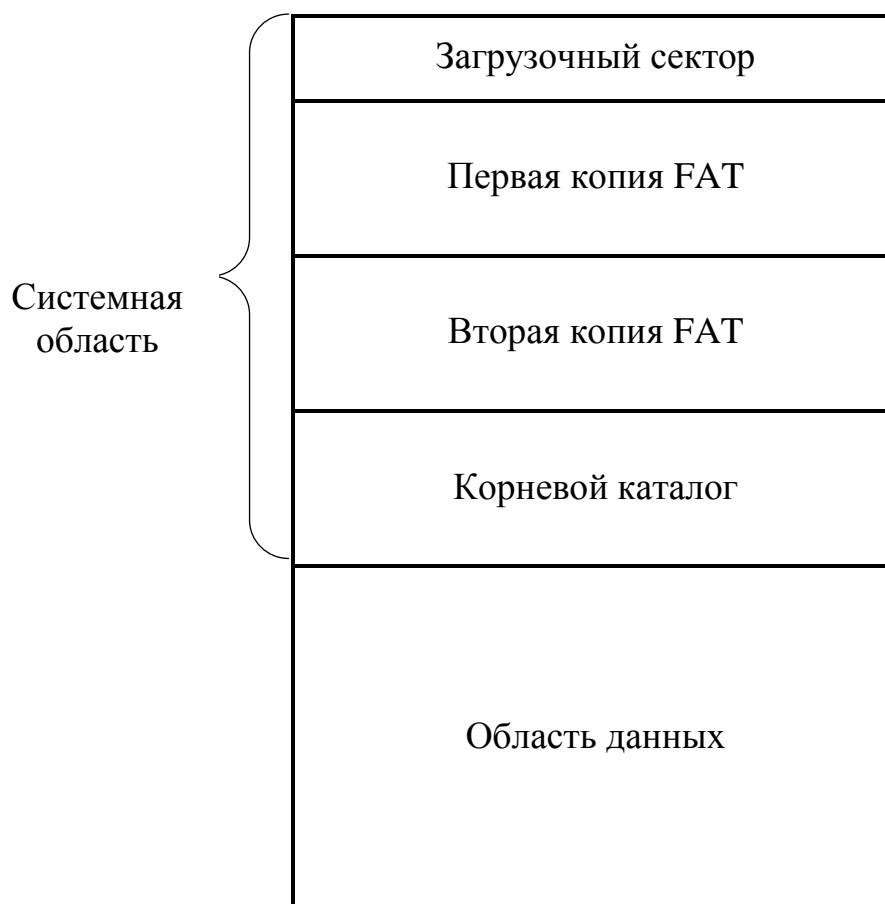 Загрузочный сектор
Первая копия FAT
Системная
область
Вторая копия FAT
Корневой каталог
Область данных